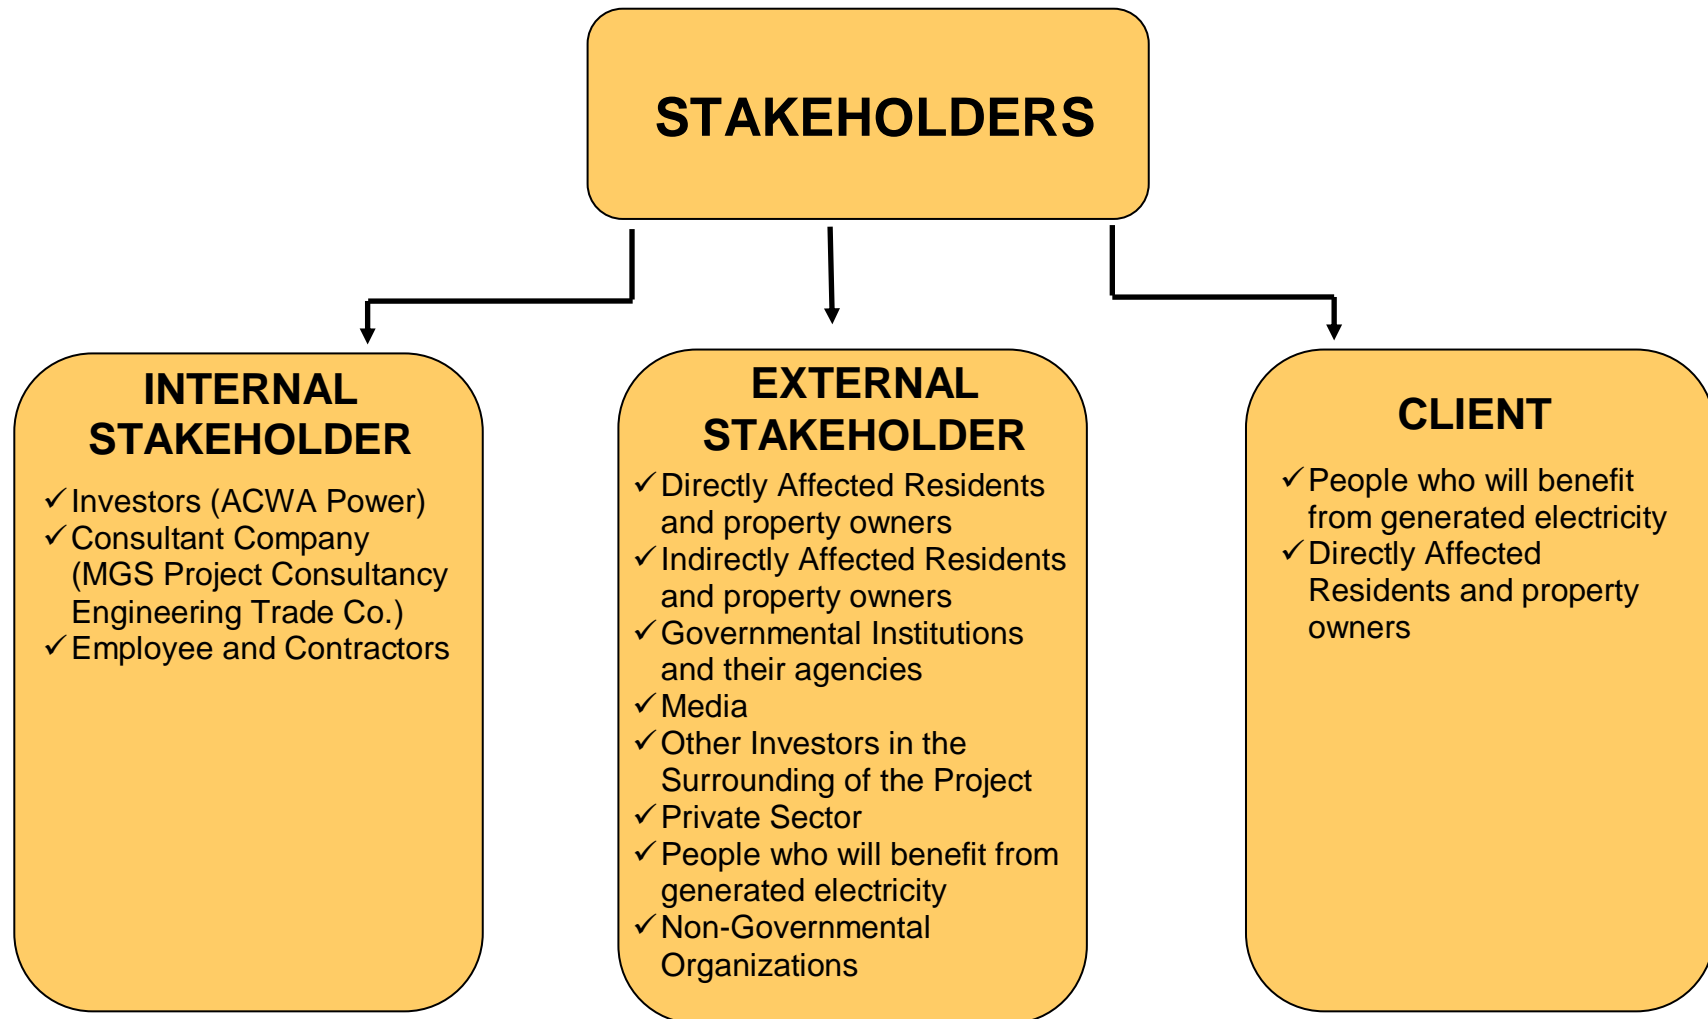 STAKEHOLDERS
INTERNAL
STAKEHOLDER
✓Investors (ACWA Power)
✓Consultant Company
(MGS Project Consultancy
Engineering Trade Co.)
✓Employee and Contractors
EXTERNAL
STAKEHOLDER
✓Directly Affected Residents
and property owners
✓Indirectly Affected Residents
and property owners
✓Governmental Institutions
and their agencies
✓Media
✓Other Investors in the
Surrounding of the Project
✓Private Sector
✓People who will benefit from
generated electricity
✓Non-Governmental
Organizations
CLIENT
✓People who will benefit
from generated electricity
✓Directly Affected
Residents and property
owners